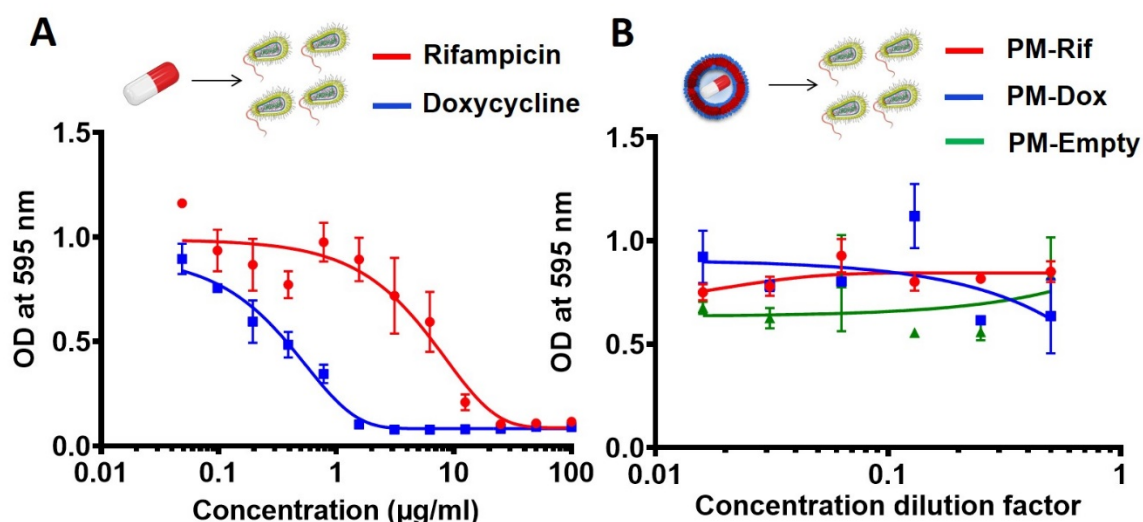 A
Rifampicin
Doxycycline
1.5
1.0
0.5
0.0
OD at 595 nm
0.01
0.1
1
10
100
Concentration (µg/ml)
B
PM-Rif
PM-Dox
PM-Empty
1.5
1.0
0.5
0.0
OD at 595 nm
0.01
0.1
1
Concentration dilution factor